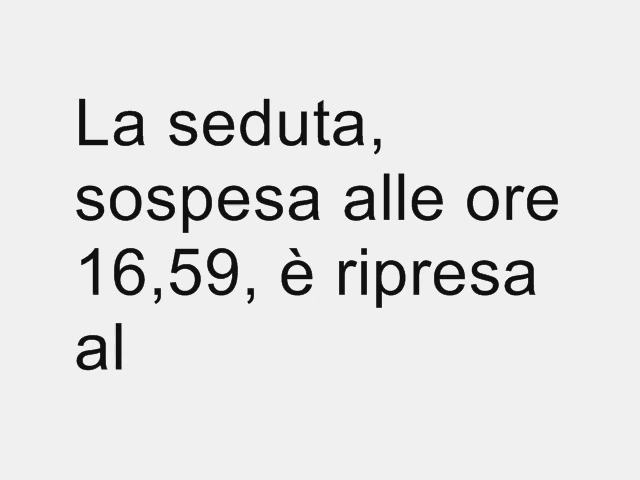 La seduta,
sospesa alle ore
16,59, è ripresa
al